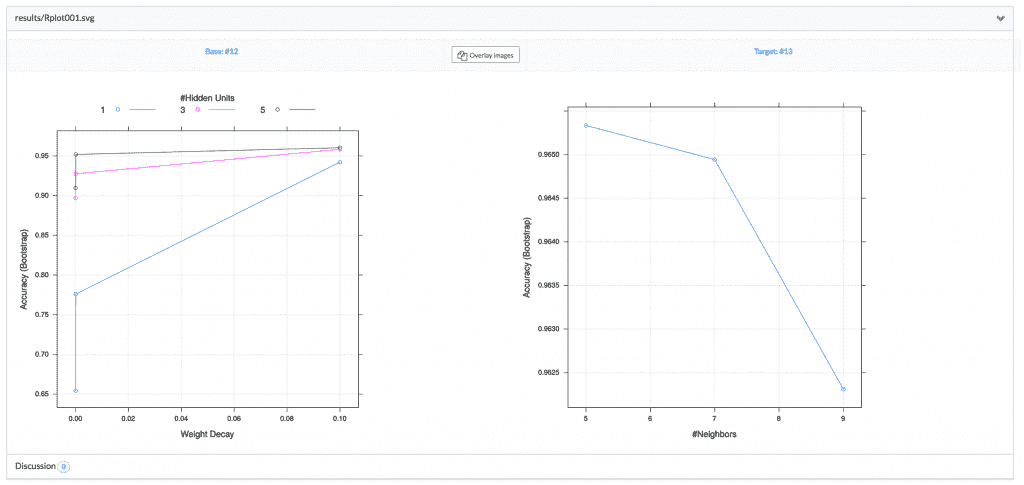 results/Rplot001.svg
Base: #12
Overlay images
Target: #13
#Hidden Units
1 3 5
0.95
0.90
0.85
0.80
0.75
0.70
0.65
Accuracy (Bootstrap)
0.00 0.02 0.04 0.06 0.08 0.10
Weight Decay
0.9650
0.9645
0.9640
0.9635
0.9630
0.9625
Accuracy (Bootstrap)
5 6 7 8 9
#Neighbors
Discussion 0